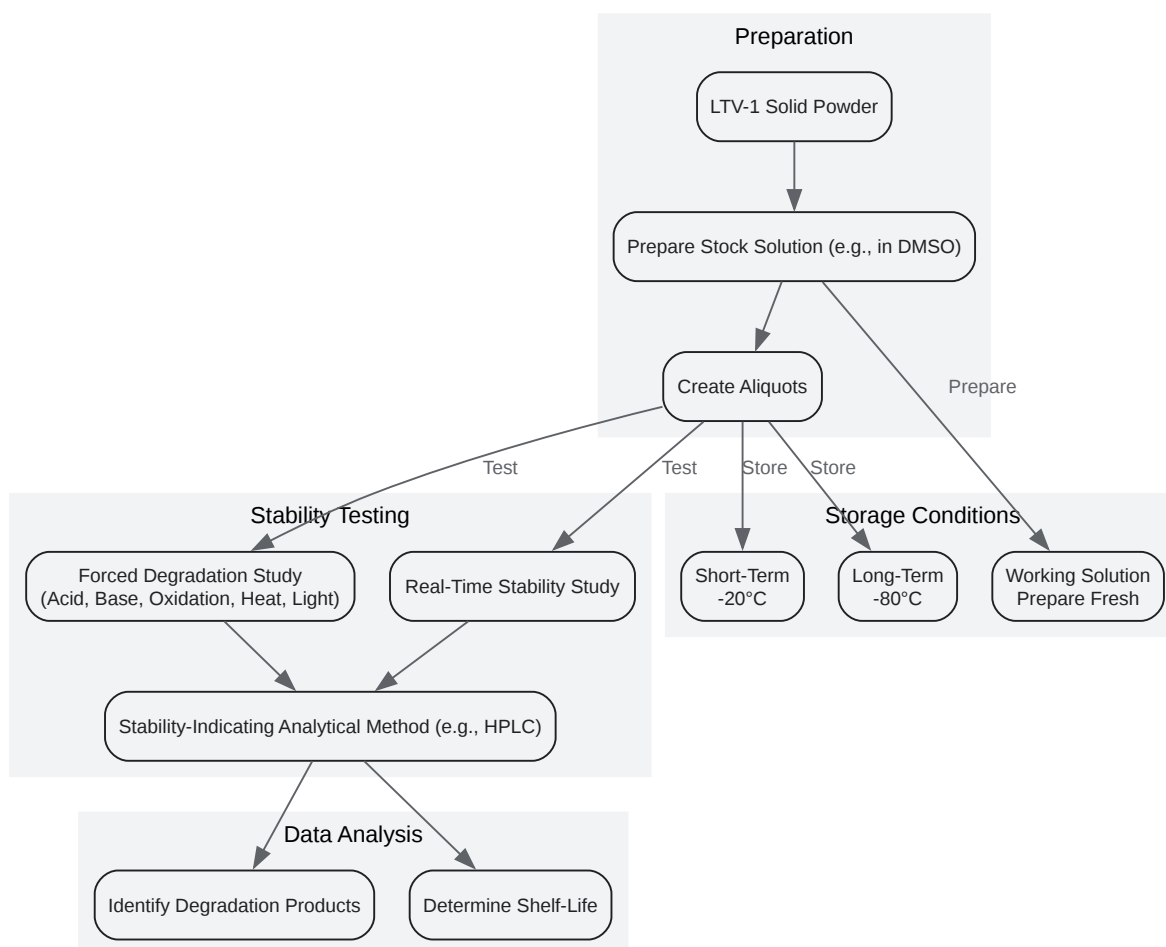 Preparation
LTV-1 Solid Powder
Prepare Stock Solution (e.g., in DMSO)
Create Aliquots
Prepare
Test
Test
Store
Store
Stability Testing
Storage Conditions
Forced Degradation Study
(Acid, Base, Oxidation, Heat, Light)
Real-Time Stability Study
Short-Term
-20°C
Long-Term
-80°C
Working Solution
Prepare Fresh
Stability-Indicating Analytical Method (e.g., HPLC)
Data Analysis
Identify Degradation Products
Determine Shelf-Life